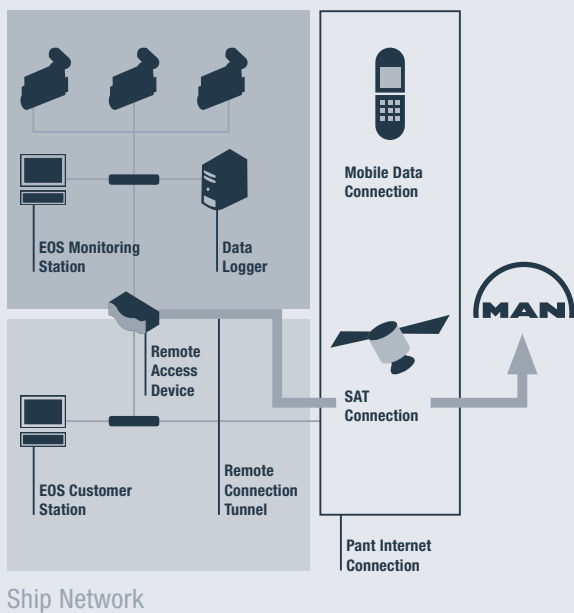 Mobile Data
Connection
EOS Monitoring
Station
Data
Logger
MAN
Remote
Access
Device
SAT
Connection
EOS Customer
Station
Remote
Connection
Tunnel
Pant Internet
Connection
Ship Network